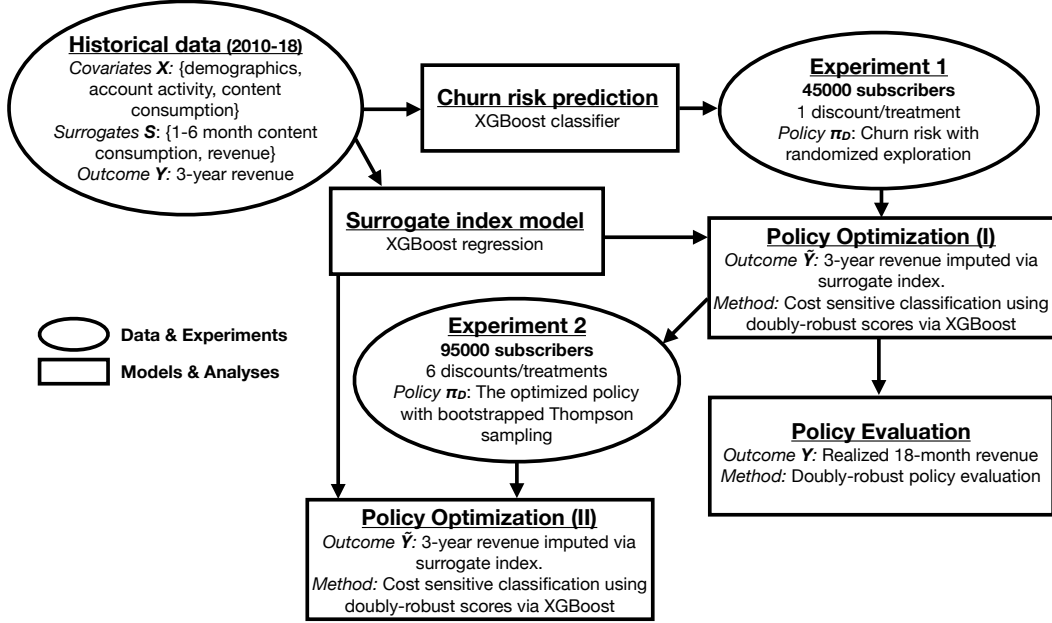 Historical data (2010-18)
Covariates X: {demographics,
account activity, content
consumption}
Surrogates S: {1-6 month content
consumption, revenue}
Outcome Y: 3-year revenue
Churn risk prediction
XGBoost classifier
Experiment 1
45000 subscribers
1 discount/treatment
Policy π_D: Churn risk with
randomized exploration
Surrogate index model
XGBoost regression
Policy Optimization (I)
Outcome Ỹ: 3-year revenue imputed via
surrogate index.
Method: Cost sensitive classification using
doubly-robust scores via XGBoost
Experiment 2
95000 subscribers
6 discounts/treatments
Policy π_D: The optimized policy
with bootstrapped Thompson
sampling
Data & Experiments
Models & Analyses
Policy Evaluation
Outcome Y: Realized 18-month revenue
Method: Doubly-robust policy evaluation
Policy Optimization (II)
Outcome Ỹ: 3-year revenue imputed via
surrogate index.
Method: Cost sensitive classification using
doubly-robust scores via XGBoost